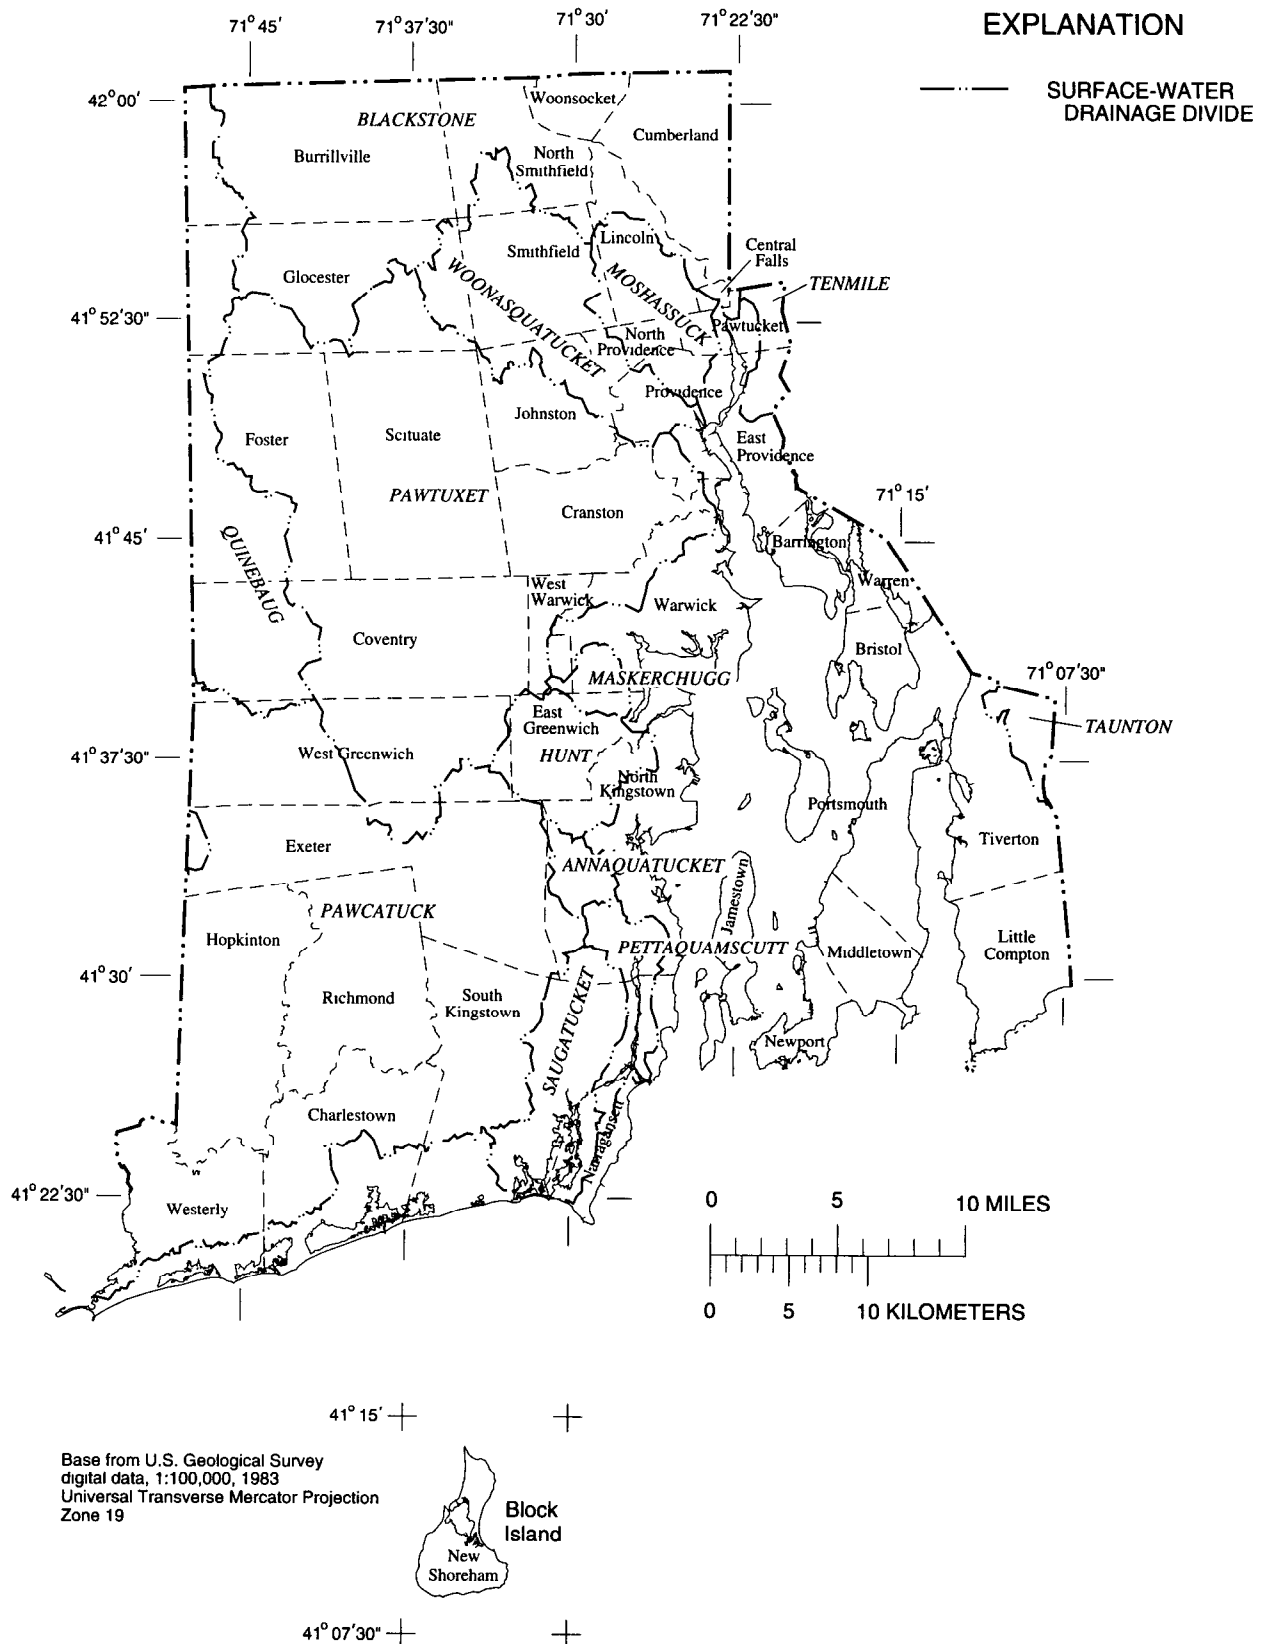 EXPLANATION
SURFACE-WATER
DRAINAGE DIVIDE
71° 45′
71° 37′30"
71° 30′
71° 22′30"
42° 00′
BLACKSTONE
Woonsocket
Cumberland
Burrillville
North
Smithfield
Smithfield
Lincoln
Central
Falls
Glocester
WOONASQUATUCKET
MOSHASSUCK
TENMILE
41° 52′30"
Pawtucket
North
Providence
Providence
Johnston
Foster
Scituate
East
Providence
PAWTUXET
71° 15′
Cranston
41° 45′
QUINEBAUG
Barrington
West
Warwick
Warwick
Warren
Coventry
Bristol
MASKERCHUGG
71° 07′30"
East
Greenwich
TAUNTON
West Greenwich
HUNT
41° 37′30"
North
Kingstown
Portsmouth
Exeter
Tiverton
ANNAQUATUCKET
Jamestown
PAWCATUCK
Hopkinton
PETTAQUAMSCUTT
Middletown
Little
Compton
41° 30′
Richmond
South
Kingstown
SAUGATUCKET
Newport
Charlestown
Narragansett
41° 22′30"
Westerly
0 5 10 MILES
0 5 10 KILOMETERS
41° 15′
Base from U.S. Geological Survey
digital data, 1:100,000, 1983
Universal Transverse Mercator Projection
Zone 19
Block
Island
New
Shoreham
41° 07′30"